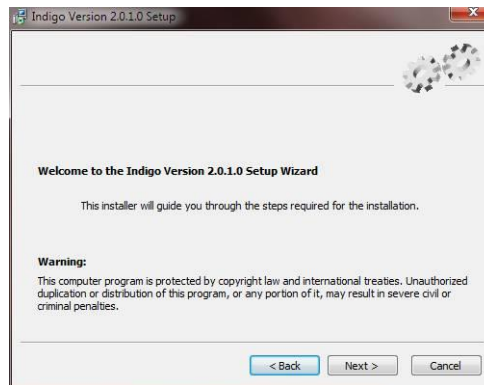 Indigo Version 2.0.1.0 Setup
Welcome to the Indigo Version 2.0.1.0 Setup Wizard
This installer will guide you through the steps required for the installation.
Warning:
This computer program is protected by copyright law and international treaties. Unauthorized
duplication or distribution of this program, or any portion of it, may result in severe civil or
criminal penalties.
< Back Next > Cancel